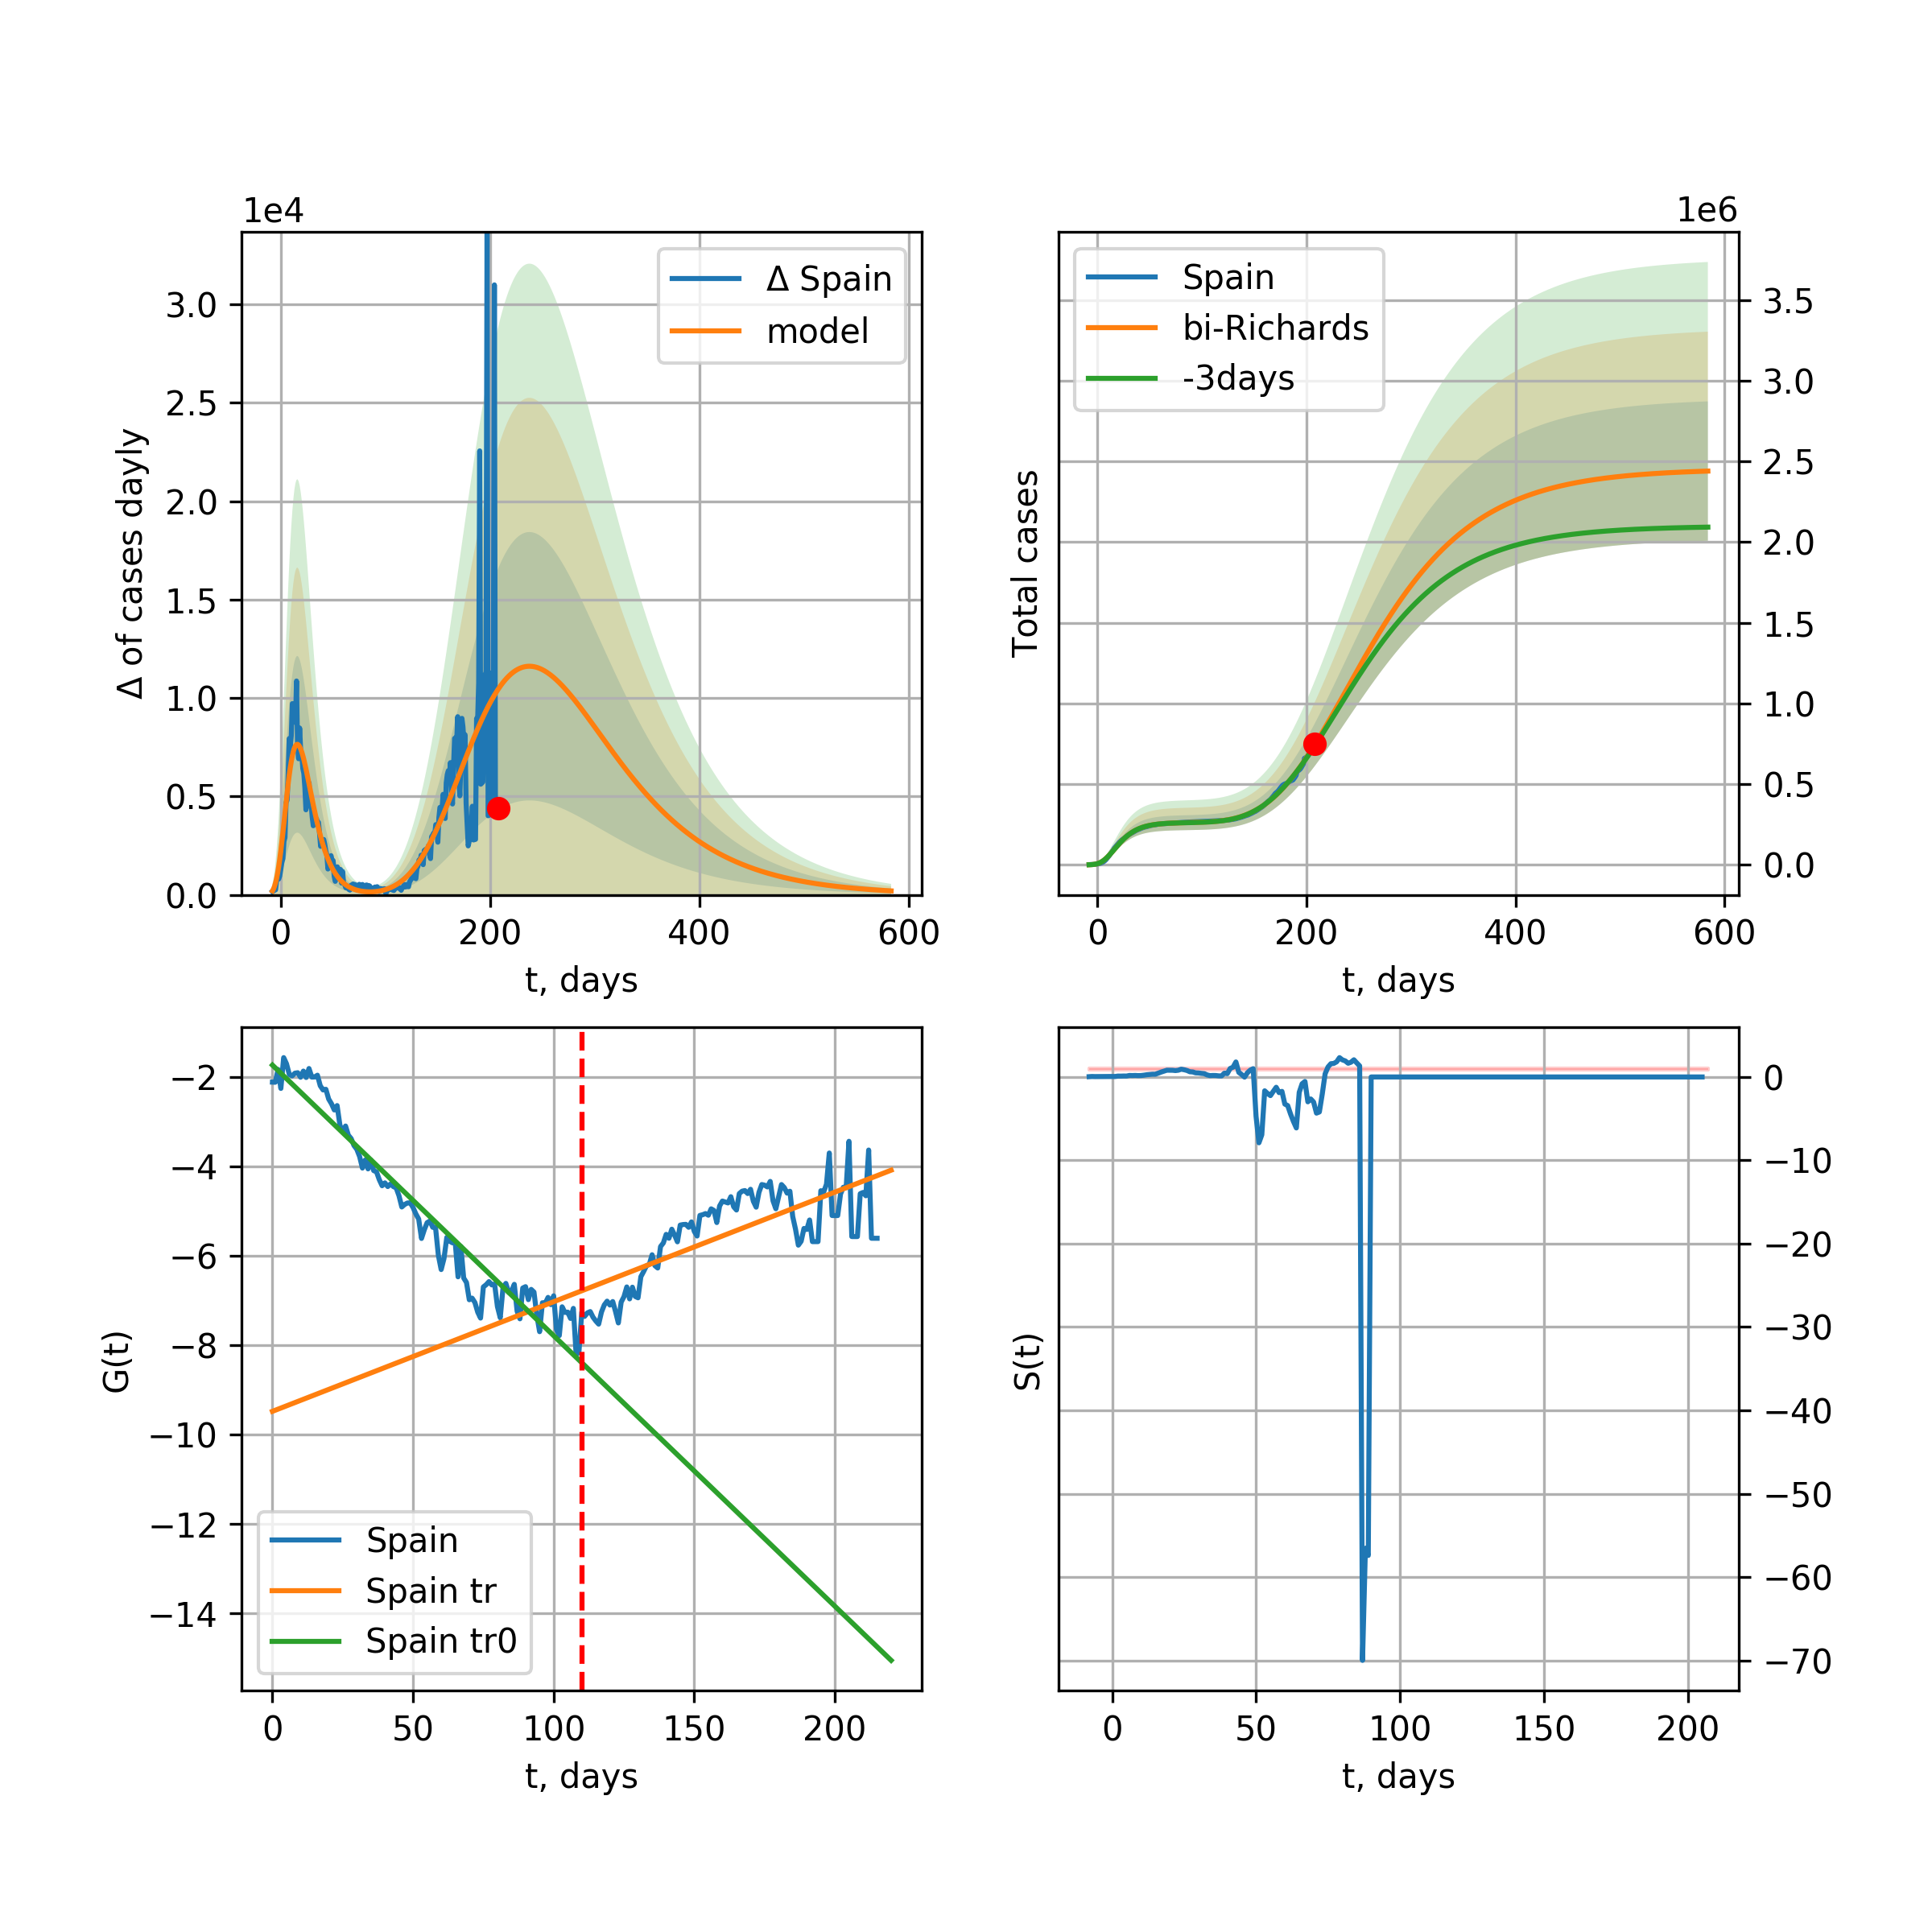 1e4
Δ of cases dayly
3.0
2.5
2.0
1.5
1.0
0.5
0.0
Δ Spain
model
0 200 400 600
t, days
1e6
Total cases
Spain
bi-Richards
-3days
3.5
3.0
2.5
2.0
1.5
1.0
0.5
0.0
0 200 400 600
t, days
G(t)
−2
−4
−6
−8
−10
−12
−14
Spain
Spain tr
Spain tr0
0 50 100 150 200
t, days
S(t)
0
−10
−20
−30
−40
−50
−60
−70
0 50 100 150 200
t, days